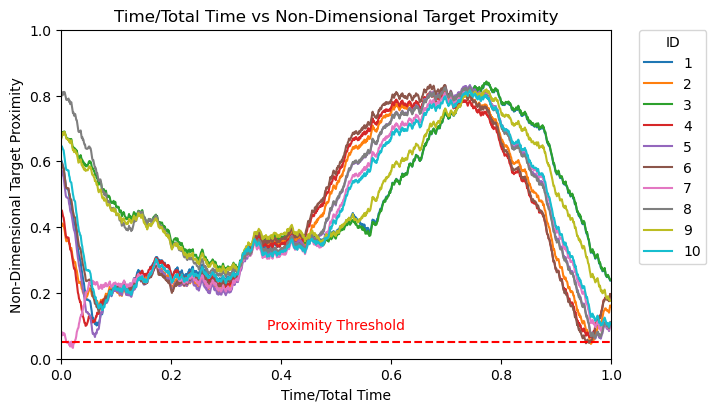 Time/Total Time vs Non-Dimensional Target Proximity
Non-Dimensional Target Proximity
1.0
0.8
0.6
0.4
0.2
0.0
Proximity Threshold
0.0 0.2 0.4 0.6 0.8 1.0
Time/Total Time
ID
1
2
3
4
5
6
7
8
9
10